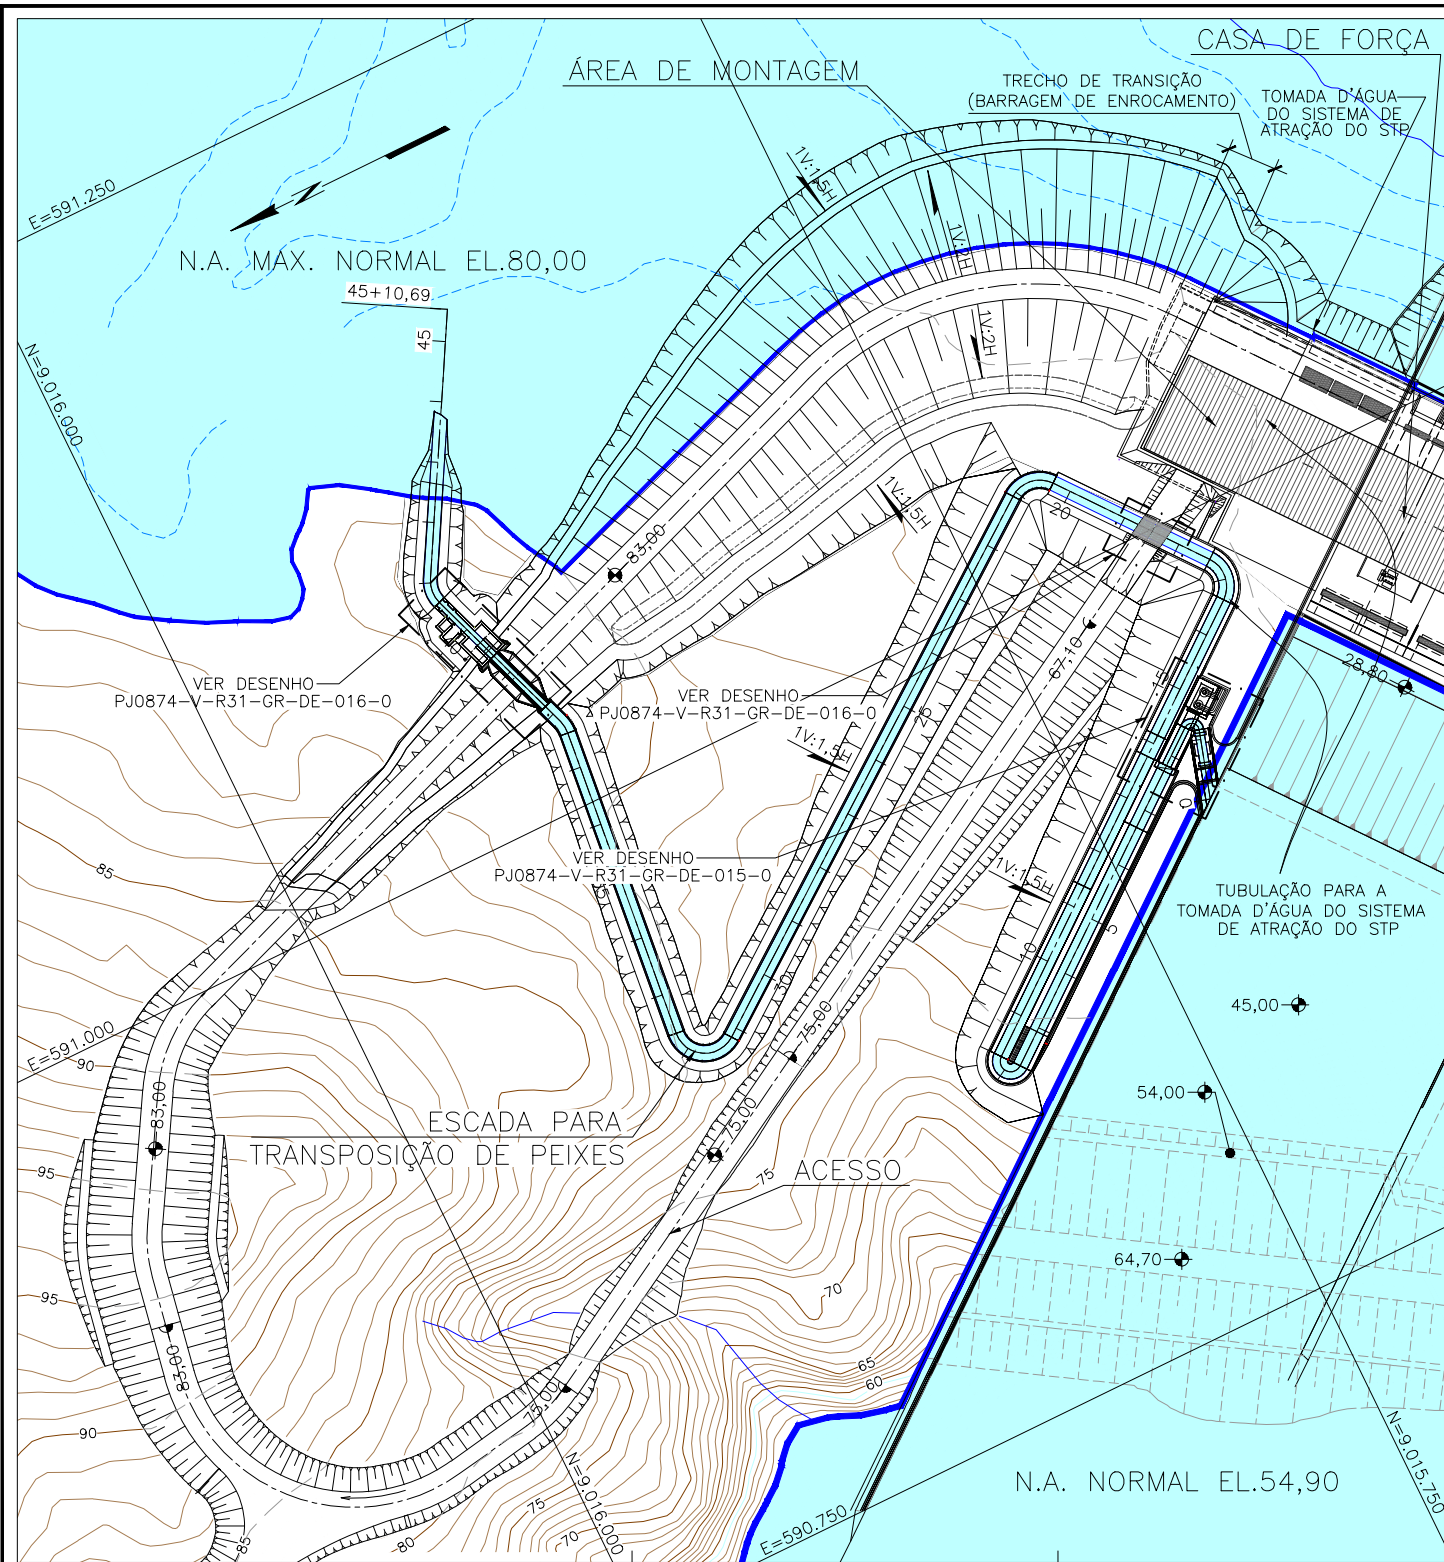 CASA DE FORÇA
ÁREA DE MONTAGEM
TRECHO DE TRANSIÇÃO
(BARRAGEM DE ENROCAMENTO)
TOMADA D'ÁGUA
DO SISTEMA DE
ATRAÇÃO DO STP
1V:1,5H
E=591.250
N
1V:2H
N.A. MAX. NORMAL EL.80,00
45+10,69
45
1V:2H
N=9.016.000
1V:1,5H
20
83,00
67,10
28,80
VER DESENHO
PJ0874-V-R31-GR-DE-016-0
VER DESENHO
PJ0874-V-R31-GR-DE-016-0
25
1V:1,5H
0
VER DESENHO
PJ0874-V-R31-GR-DE-015-0
85
1V:1,5H
TUBULAÇÃO PARA A
TOMADA D'ÁGUA DO SISTEMA
DE ATRAÇÃO DO STP
5
10
30
45,00
75,00
E=591.000
90
54,00
83,00
75,00
ESCADA PARA
TRANSPOSIÇÃO DE PEIXES
ACESSO
75
95
64,70
70
95
83,00
65
60
75,00
90
N=9.015.750
N.A. NORMAL EL.54,90
N=9.016.000
75
70
80
85
E=590.750